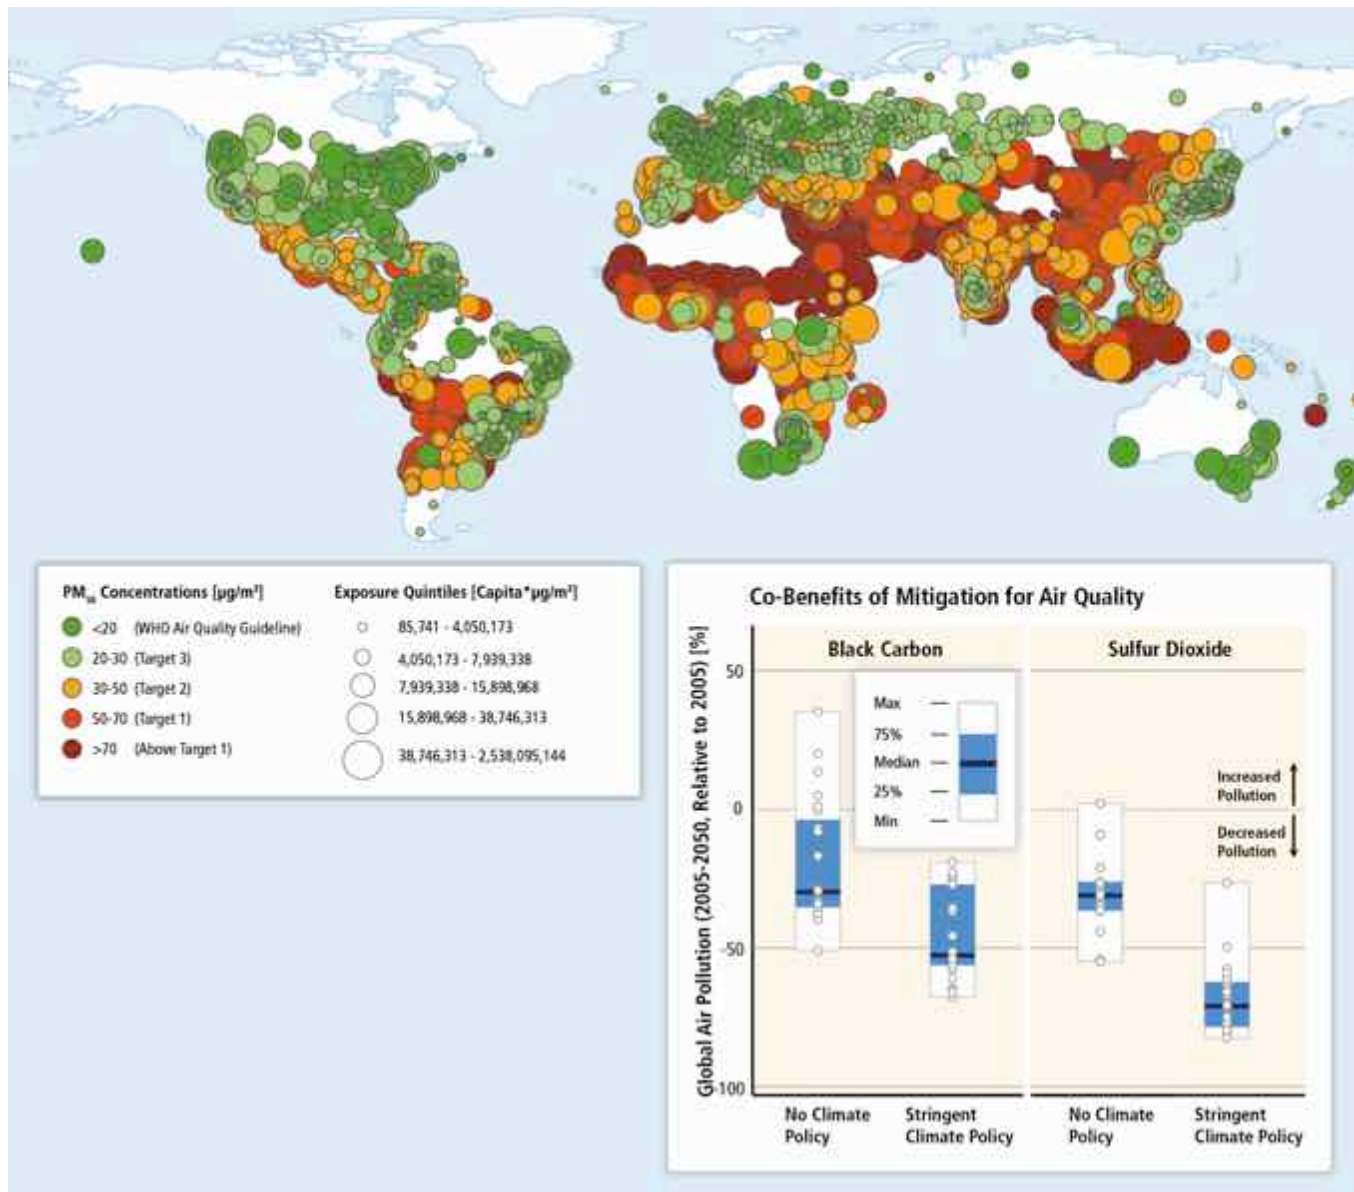 PM₁₀ Concentrations [µg/m³]
<20 (WHO Air Quality Guideline)
20-30 (Target 3)
30-50 (Target 2)
50-70 (Target 1)
>70 (Above Target 1)
Exposure Quintiles [Capita*µg/m³]
85,741 - 4,050,173
4,050,173 - 7,939,338
7,939,338 - 15,898,968
15,898,968 - 38,746,313
38,746,313 - 2,538,095,144
Co-Benefits of Mitigation for Air Quality
Global Air Pollution (2005-2050, Relative to 2005) [%]
50
0
-50
-100
Black Carbon
Sulfur Dioxide
Max
75%
Median
25%
Min
Increased
Pollution
Decreased
Pollution
No Climate
Policy
Stringent
Climate Policy
No Climate
Policy
Stringent
Climate Policy